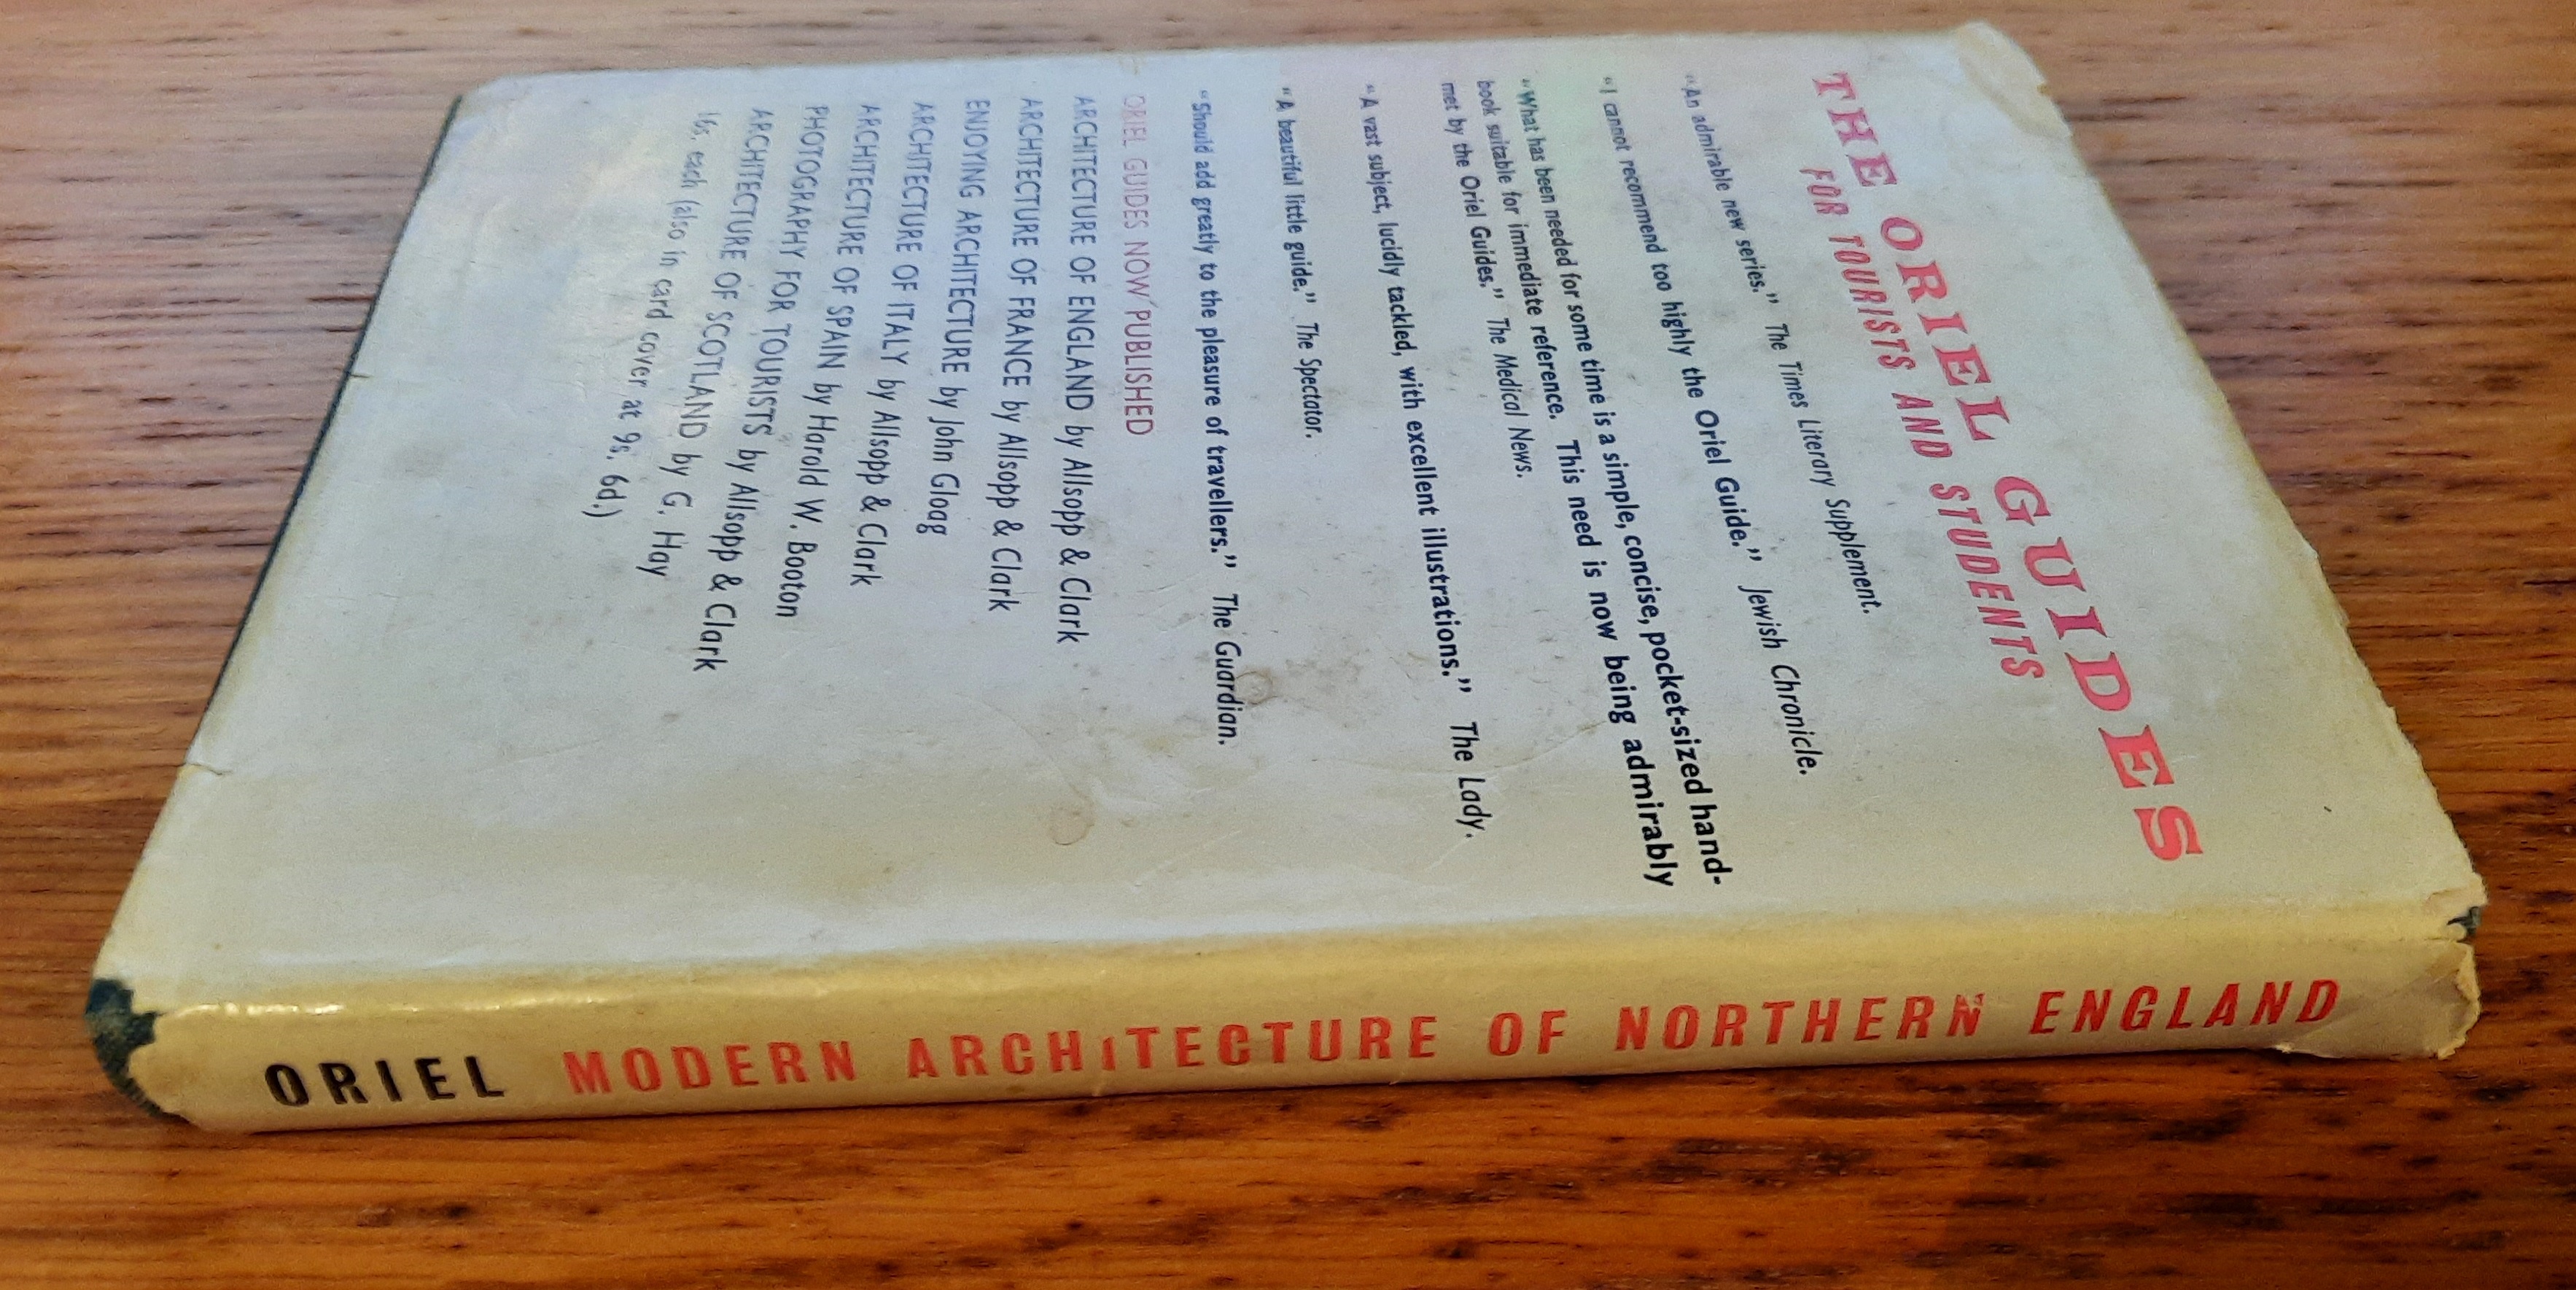 THE ORIEL GUIDES
FOR TOURISTS AND STUDENTS
"An admirable new series." The Times Literary Supplement.
"I cannot recommend too highly the Oriel Guide." Jewish Chronicle.
"What has been needed for some time is a simple, concise, pocket-sized hand-
book suitable for immediate reference. This need is now being admirably
met by the Oriel Guides." The Medical News.
"A vast subject, lucidly tackled, with excellent illustrations." The Lady.
"A beautiful little guide." The Spectator.
"Should add greatly to the pleasure of travellers." The Guardian.
ORIEL GUIDES NOW PUBLISHED
ARCHITECTURE OF ENGLAND by Allsopp & Clark
ARCHITECTURE OF FRANCE by Allsopp & Clark
ENJOYING ARCHITECTURE by John Gloag
ARCHITECTURE OF ITALY by Allsopp & Clark
ARCHITECTURE OF SPAIN by Harold W. Booton
PHOTOGRAPHY FOR TOURISTS by Allsopp & Clark
ARCHITECTURE OF SCOTLAND by G. Hay
16s. each (also in card cover at 9s. 6d.)
ORIEL MODERN ARCHITECTURE OF NORTHERN ENGLAND